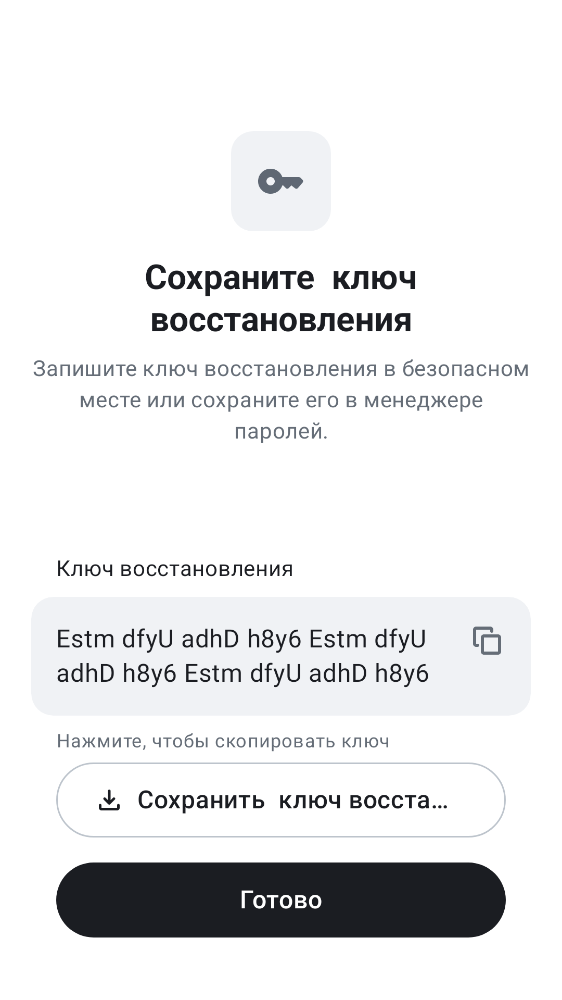 Сохраните ключ
восстановления
Запишите ключ восстановления в безопасном
месте или сохраните его в менеджере
паролей.
Ключ восстановления
Estm dfyU adhD h8y6 Estm dfyU
adhD h8y6 Estm dfyU adhD h8y6
Нажмите, чтобы скопировать ключ
Сохранить ключ восста…
Готово